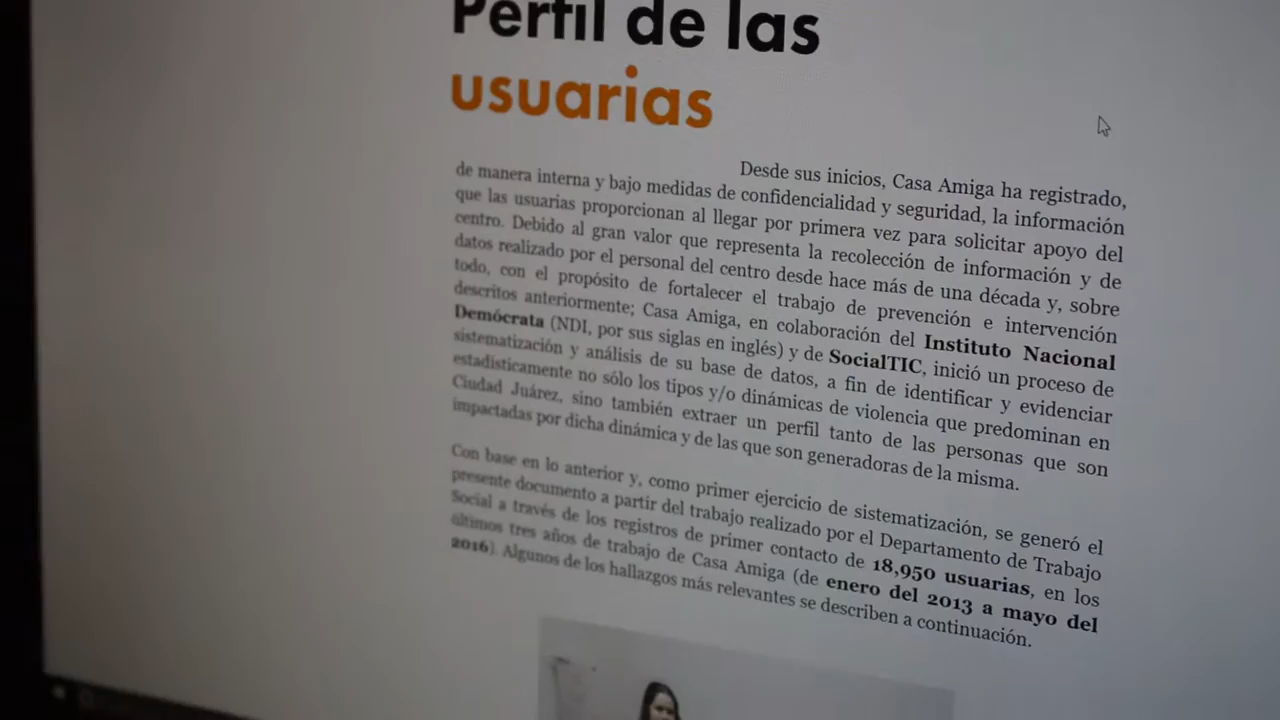 Perfil de las
usuarias
Desde sus inicios, Casa Amiga ha registrado,
de manera interna y bajo medidas de confidencialidad y seguridad, la información
que las usuarias proporcionan al llegar por primera vez para solicitar apoyo del
centro. Debido al gran valor que representa la recolección de información y de
datos realizado por el personal del centro desde hace más de una década y, sobre
todo, con el propósito de fortalecer el trabajo de prevención e intervención
descritos anteriormente; Casa Amiga, en colaboración del Instituto Nacional
Demócrata (NDI, por sus siglas en inglés) y de SocialTIC, inició un proceso de
sistematización y análisis de su base de datos, a fin de identificar y evidenciar
estadísticamente no sólo los tipos y/o dinámicas de violencia que predominan en
Ciudad Juárez, sino también extraer un perfil tanto de las personas que son
impactadas por dicha dinámica y de las que son generadoras de la misma.
Con base en lo anterior y, como primer ejercicio de sistematización, se generó el
presente documento a partir del trabajo realizado por el Departamento de Trabajo
Social a través de los registros de primer contacto de 18,950 usuarias, en los
últimos tres años de trabajo de Casa Amiga (de enero del 2013 a mayo del
2016). Algunos de los hallazgos más relevantes se describen a continuación.